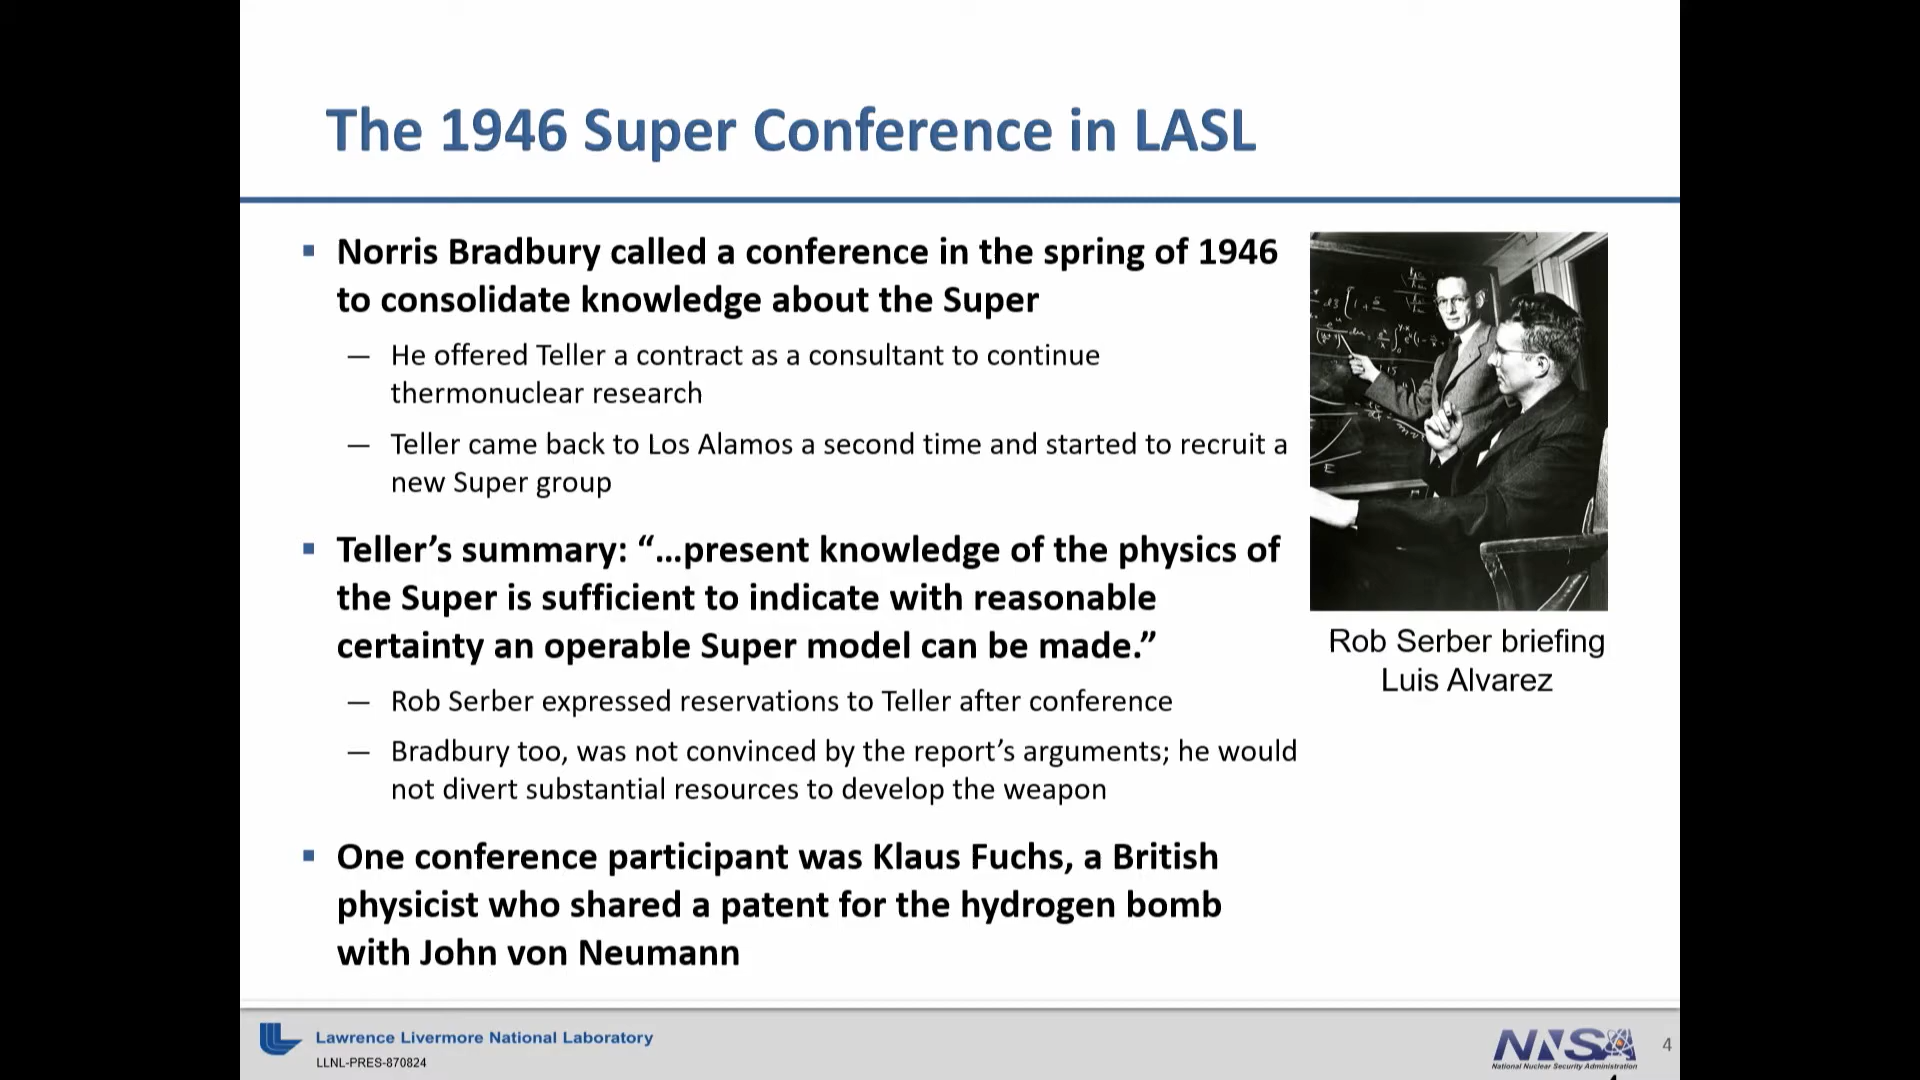 The 1946 Super Conference in LASL
▪ Norris Bradbury called a conference in the spring of 1946
to consolidate knowledge about the Super
— He offered Teller a contract as a consultant to continue
thermonuclear research
— Teller came back to Los Alamos a second time and started to recruit a
new Super group
▪ Teller’s summary: “…present knowledge of the physics of
the Super is sufficient to indicate with reasonable
certainty an operable Super model can be made.”
— Rob Serber expressed reservations to Teller after conference
— Bradbury too, was not convinced by the report’s arguments; he would
not divert substantial resources to develop the weapon
▪ One conference participant was Klaus Fuchs, a British
physicist who shared a patent for the hydrogen bomb
with John von Neumann
E
Rob Serber briefing
Luis Alvarez
Lawrence Livermore National Laboratory
LLNL-PRES-870824
NNSA
National Nuclear Security Administration
4